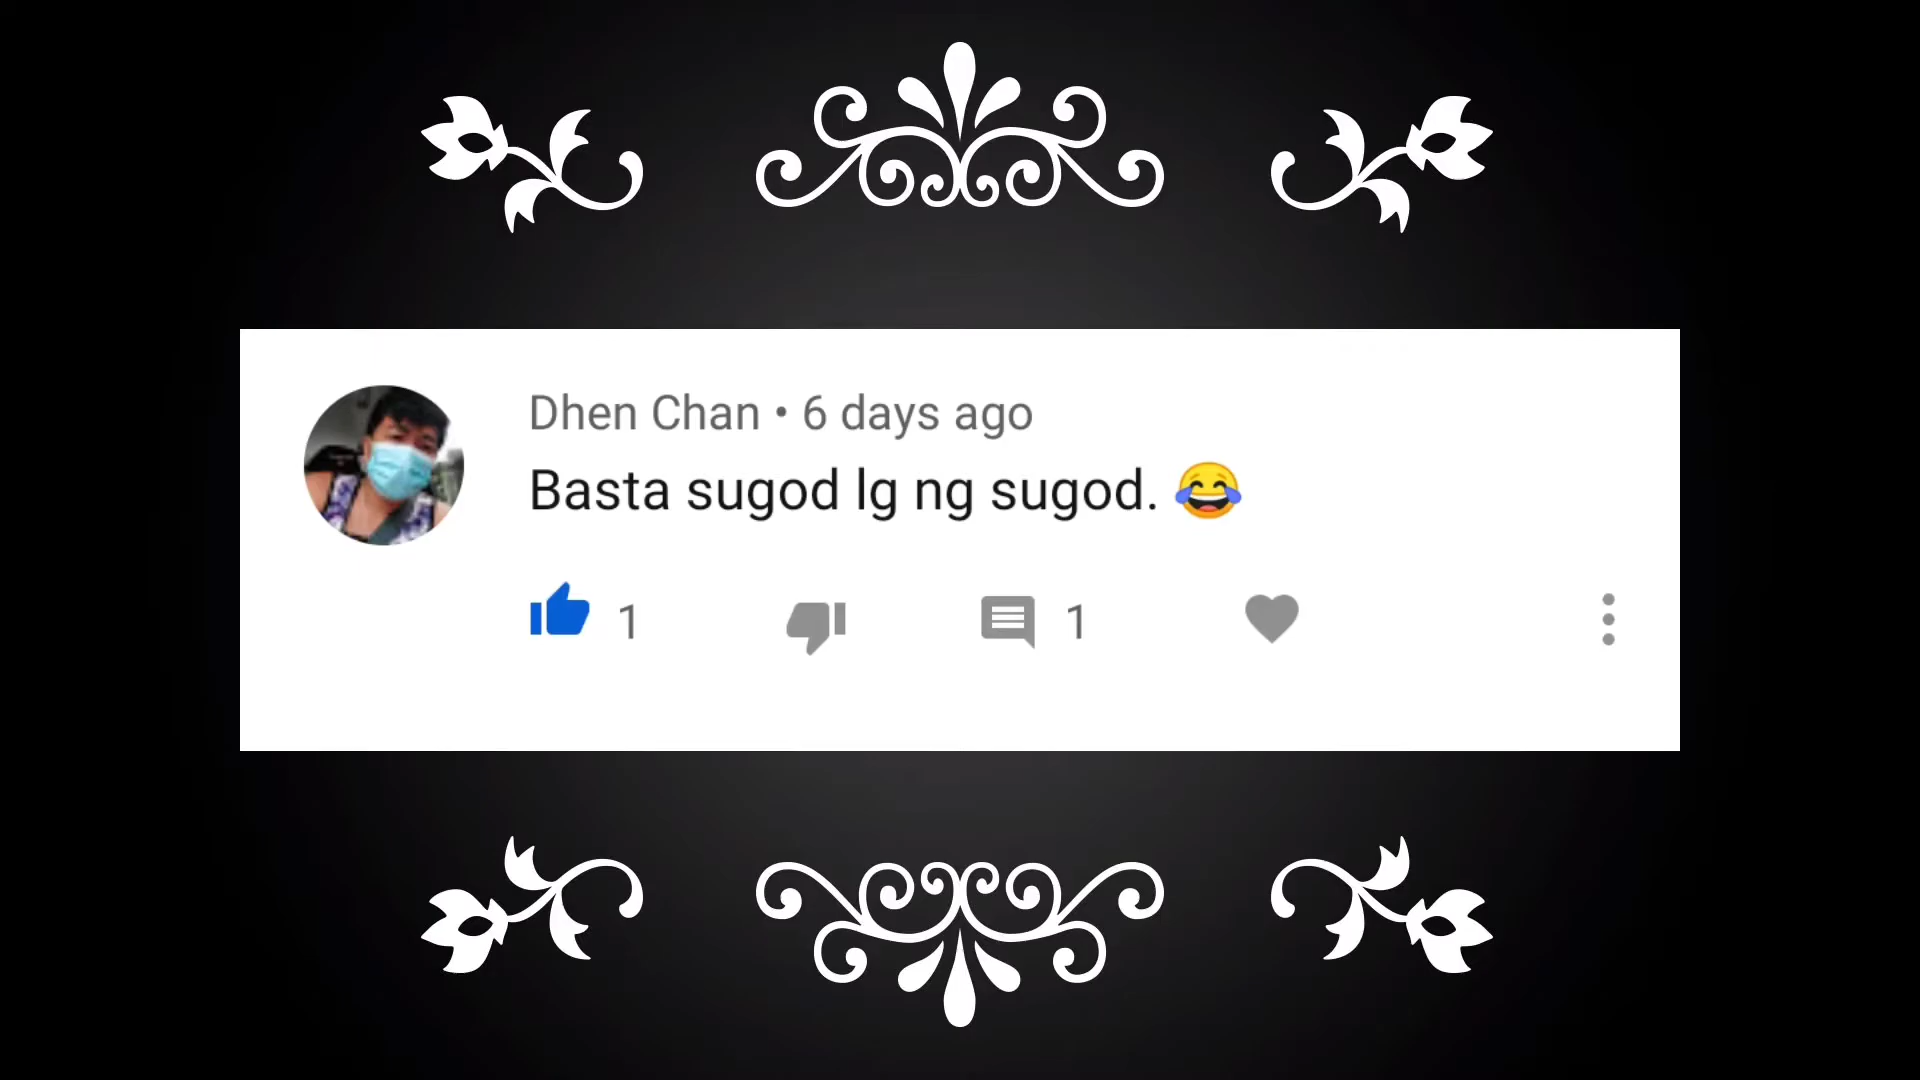 Dhen Chan • 6 days ago
Basta sugod lg ng sugod. 😂
1
1